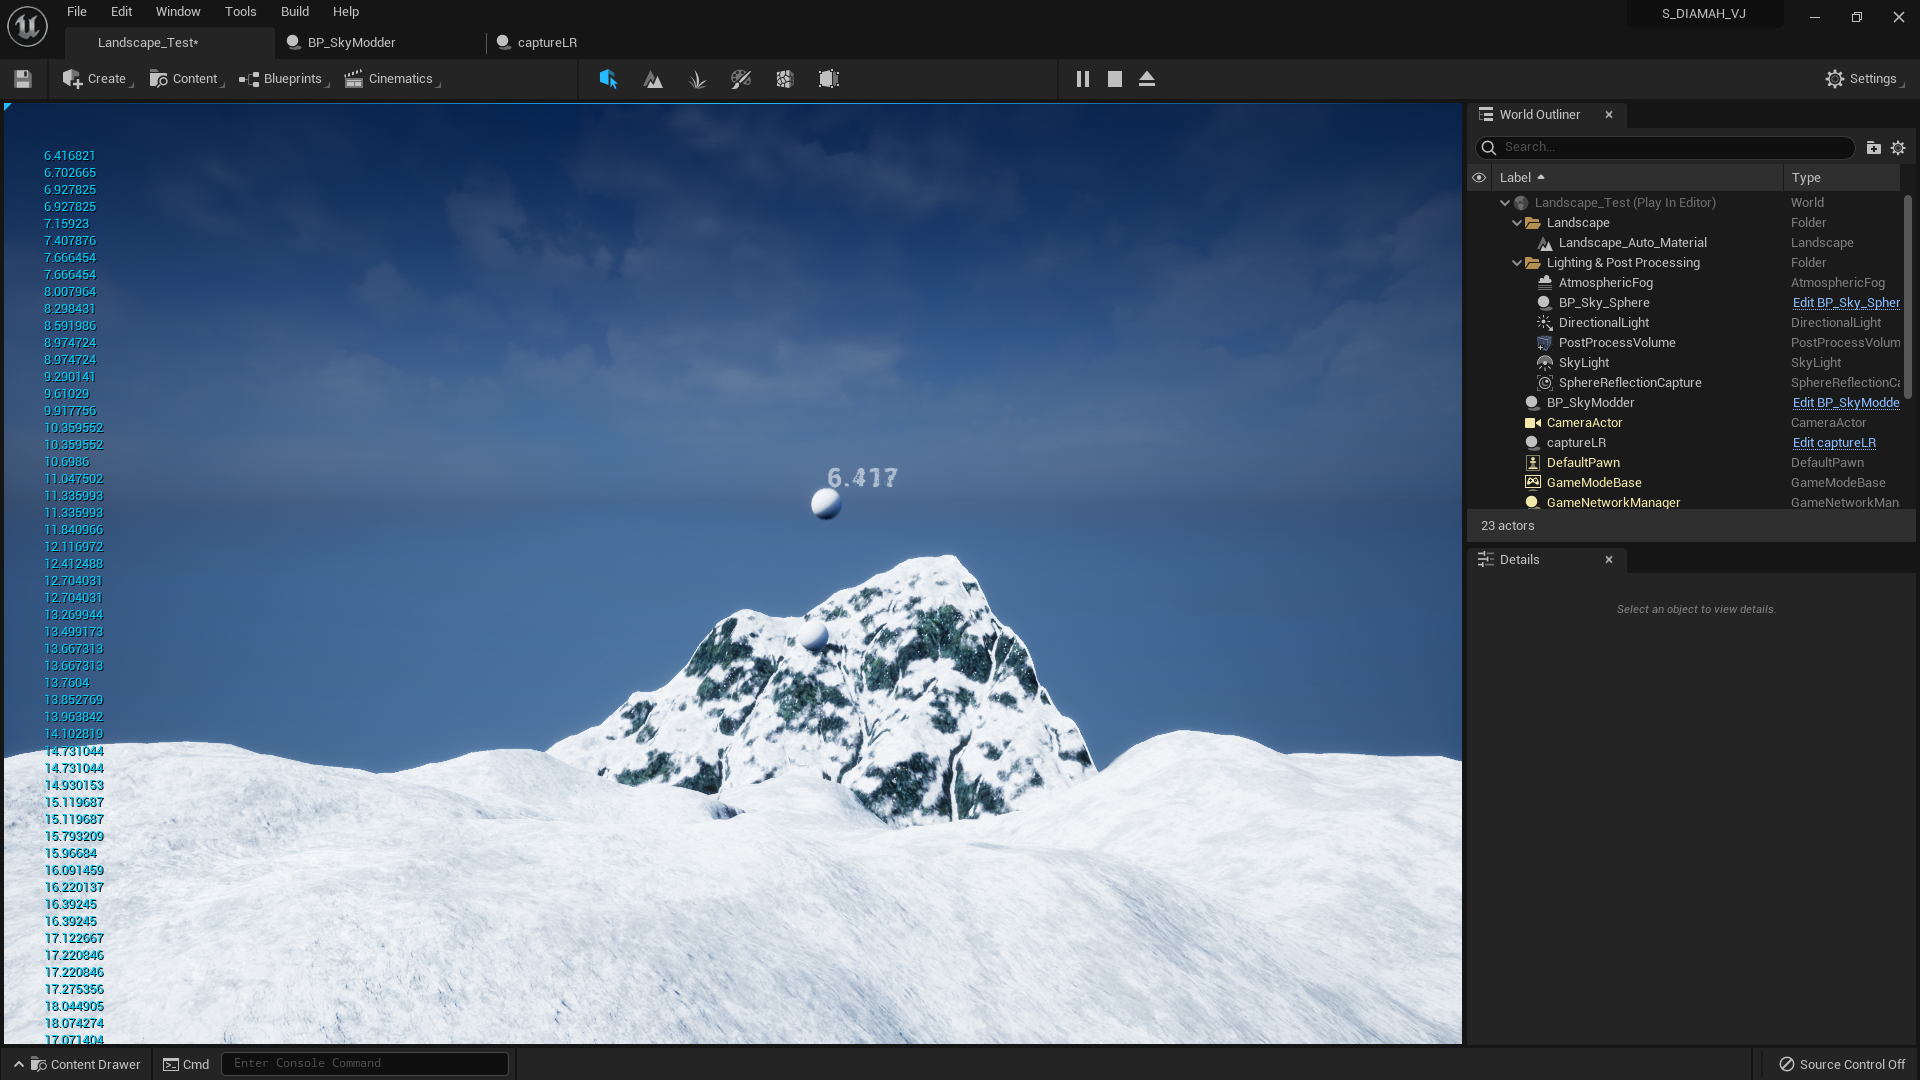 File Edit Window Tools Build Help
S_DIAMAH_VJ
Landscape_Test*
BP_SkyModder
captureLR
Create
Content
Blueprints
Cinematics
Settings
6.416821
6.702665
6.927825
6.927825
7.15923
7.407876
7.666454
7.666454
8.007964
8.298431
8.591986
8.974724
8.974724
9.290141
9.61029
9.917756
10.359552
10.359552
10.6986
11.047502
11.335993
11.335993
11.840966
12.116972
12.412488
12.704031
12.704031
13.269944
13.499173
13.667313
13.667313
13.7604
13.852769
13.963842
14.102819
14.731044
14.731044
14.930153
15.119687
15.119687
15.793209
15.96684
16.091459
16.220137
16.39245
16.39245
17.122667
17.220846
17.220846
17.275356
18.044905
18.074274
17.071404
6.417
World Outliner
Search...
Label Type
Landscape_Test (Play In Editor) World
Landscape Folder
Landscape_Auto_Material Landscape
Lighting & Post Processing Folder
AtmosphericFog AtmosphericFog
BP_Sky_Sphere Edit BP_Sky_Spher
DirectionalLight DirectionalLight
PostProcessVolume PostProcessVolum
SkyLight SkyLight
SphereReflectionCapture SphereReflectionCa
BP_SkyModder Edit BP_SkyModde
CameraActor CameraActor
captureLR Edit captureLR
DefaultPawn DefaultPawn
GameModeBase GameModeBase
GameNetworkManager GameNetworkMan
23 actors
Details
Select an object to view details.
Content Drawer
Cmd
Enter Console Command
Source Control Off